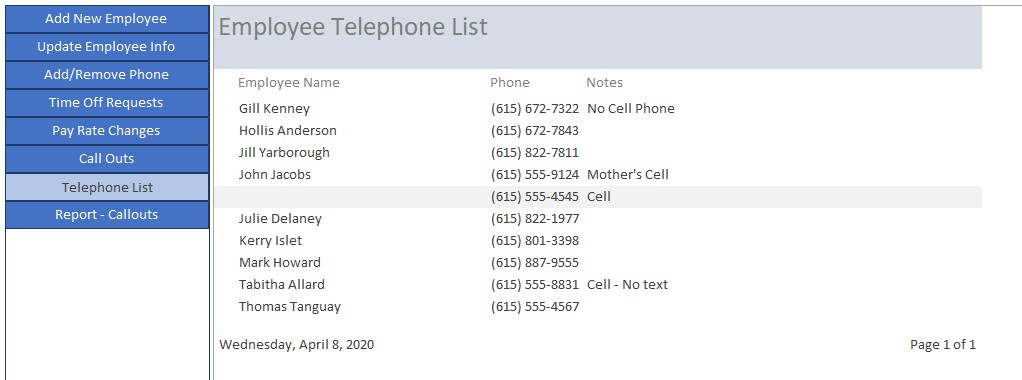 Add New Employee
Update Employee Info
Add/Remove Phone
Time Off Requests
Pay Rate Changes
Call Outs
Telephone List
Report - Callouts
Employee Telephone List
Employee Name Phone Notes
Gill Kenney (615) 672-7322 No Cell Phone
Hollis Anderson (615) 672-7843
Jill Yarborough (615) 822-7811
John Jacobs (615) 555-9124 Mother's Cell
(615) 555-4545 Cell
Julie Delaney (615) 822-1977
Kerry Islet (615) 801-3398
Mark Howard (615) 887-9555
Tabitha Allard (615) 555-8831 Cell - No text
Thomas Tanguay (615) 555-4567
Wednesday, April 8, 2020 Page 1 of 1